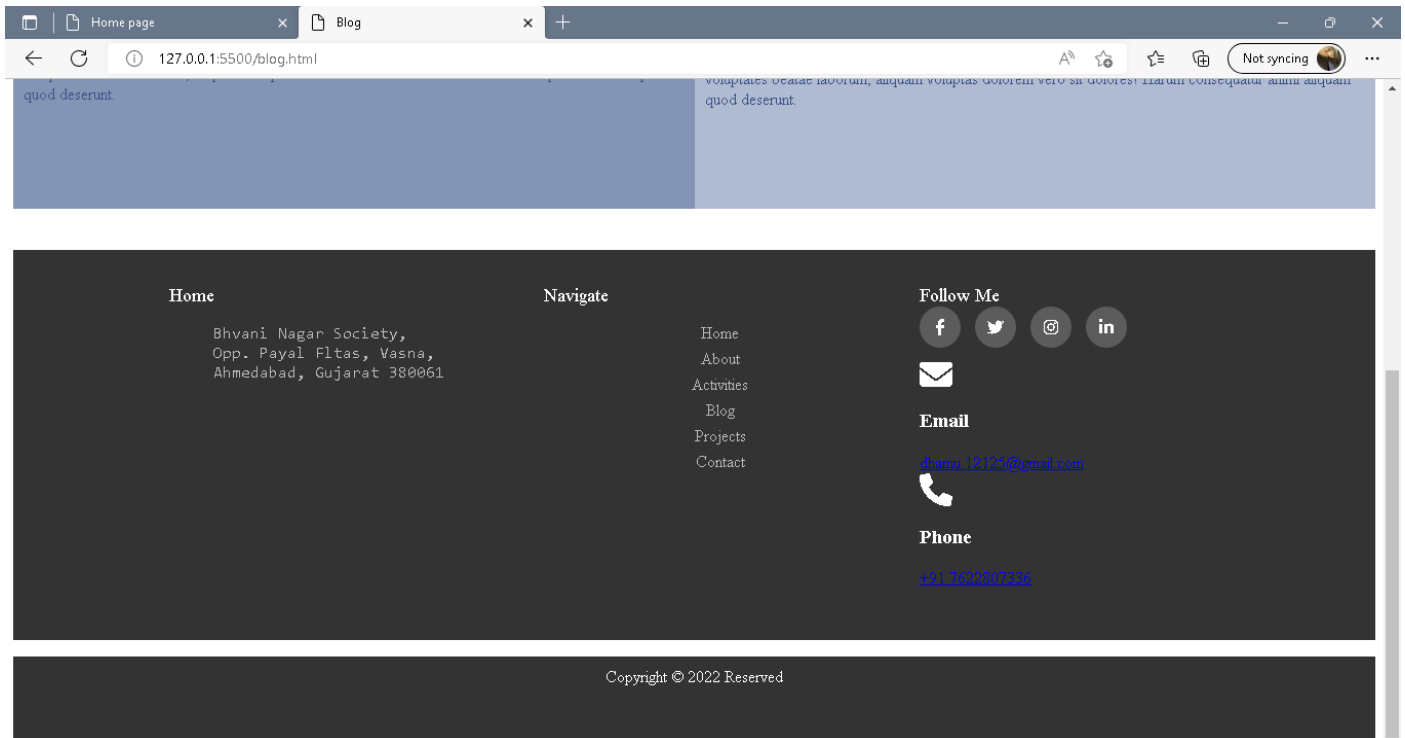 Home page
Blog
127.0.0.1:5500/blog.html
Not syncing
quod deserunt.
voluptates beatae laborum, aliquam voluptas dolorem vero sit dolores! Harum consequatur animi aliquam
quod deserunt.
Home
Bhvani Nagar Society,
Opp. Payal Fltas, Vasna,
Ahmedabad, Gujarat 380061
Navigate
Home
About
Activities
Blog
Projects
Contact
Follow Me
Email
dhamu.12125@gmail.com
Phone
+91 7622807336
Copyright © 2022 Reserved